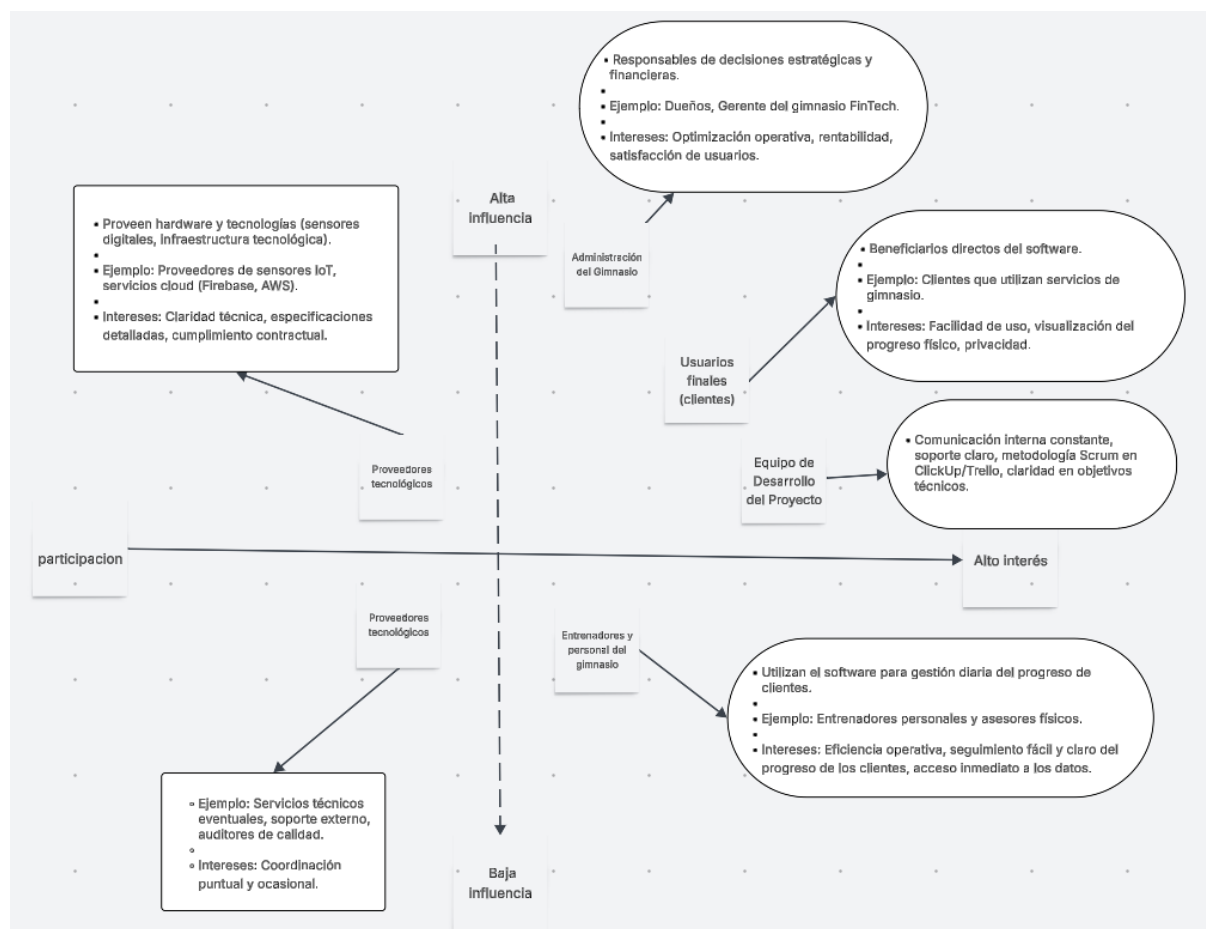 • Responsables de decisiones estratégicas y
financieras.
•
• Ejemplo: Dueños, Gerente del gimnasio FinTech.
•
• Intereses: Optimización operativa, rentabilidad,
satisfacción de usuarios.
Alta
influencia
• Proveen hardware y tecnologías (sensores
digitales, infraestructura tecnológica).
•
• Ejemplo: Proveedores de sensores IoT,
servicios cloud (Firebase, AWS).
•
• Intereses: Claridad técnica, especificaciones
detalladas, cumplimiento contractual.
Administración
del Gimnasio
• Beneficiarios directos del software.
•
• Ejemplo: Clientes que utilizan servicios de
gimnasio.
•
• Intereses: Facilidad de uso, visualización del
progreso físico, privacidad.
Usuarios
finales
(clientes)
• Comunicación interna constante,
soporte claro, metodología Scrum en
ClickUp/Trello, claridad en objetivos
técnicos.
Equipo de
Desarrollo
del Proyecto
Proveedores
tecnológicos
participacion
Alto interés
Proveedores
tecnológicos
Entrenadores y
personal del
gimnasio
• Utilizan el software para gestión diaria del progreso de
clientes.
•
• Ejemplo: Entrenadores personales y asesores físicos.
•
• Intereses: Eficiencia operativa, seguimiento fácil y claro del
progreso de los clientes, acceso inmediato a los datos.
◦ Ejemplo: Servicios técnicos
eventuales, soporte externo,
auditores de calidad.
◦
◦ Intereses: Coordinación
puntual y ocasional.
Baja
influencia